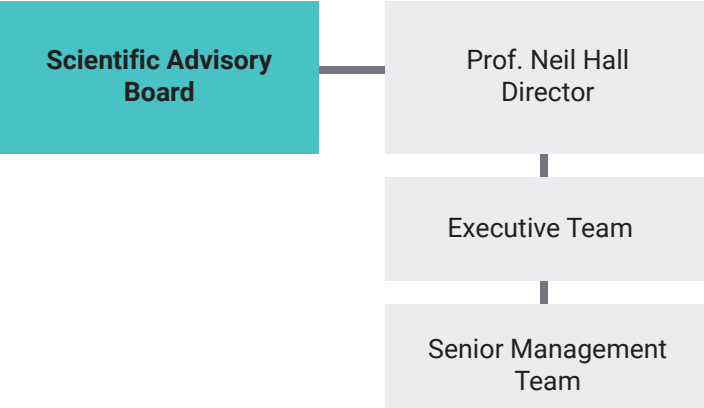 Scientific Advisory
Board
Prof. Neil Hall
Director
Executive Team
Senior Management
Team